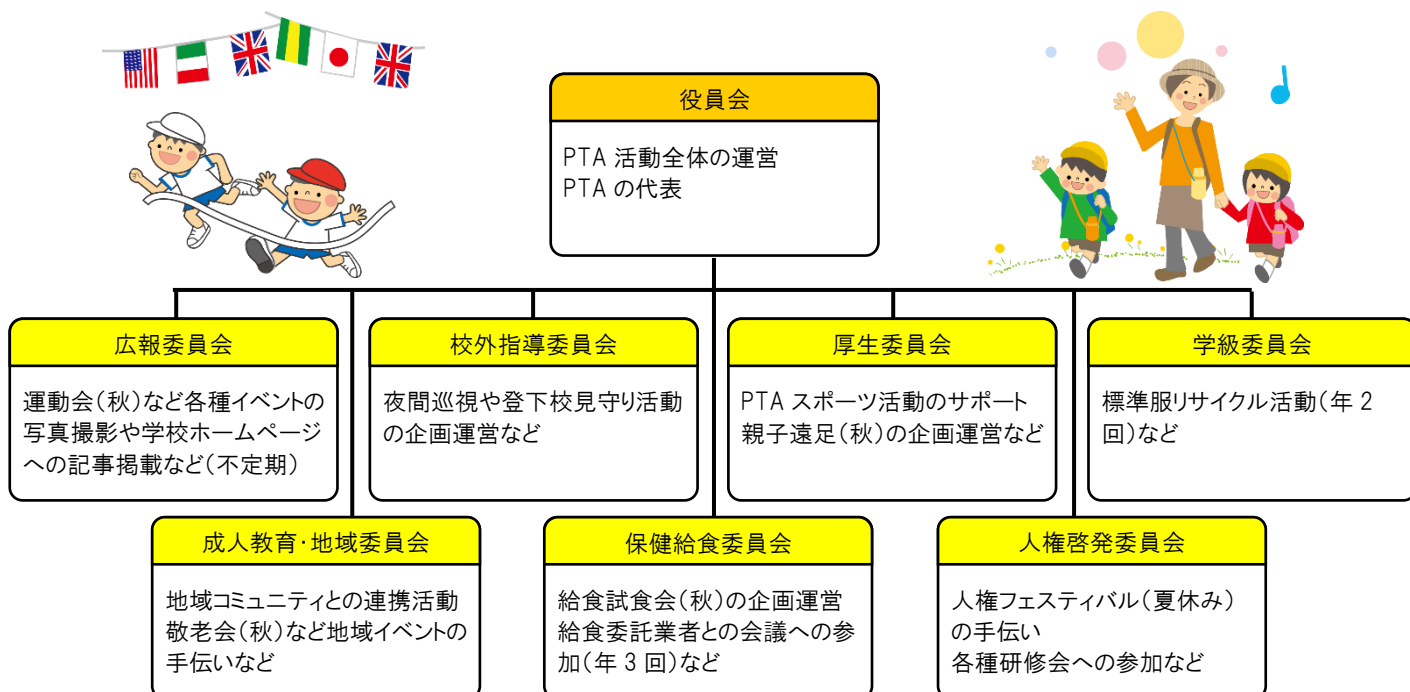 役員会
PTA 活動全体の運営
PTA の代表
広報委員会
運動会(秋)など各種イベントの
写真撮影や学校ホームページ
への記事掲載など(不定期)
校外指導委員会
夜間巡視や登下校見守り活動
の企画運営など
厚生委員会
PTA スポーツ活動のサポート
親子遠足(秋)の企画運営など
学級委員会
標準服リサイクル活動(年 2
回)など
成人教育・地域委員会
地域コミュニティとの連携活動
敬老会(秋)など地域イベントの
手伝いなど
保健給食委員会
給食試食会(秋)の企画運営
給食委託業者との会議への参
加(年 3 回)など
人権啓発委員会
人権フェスティバル(夏休み)
の手伝い
各種研修会への参加など